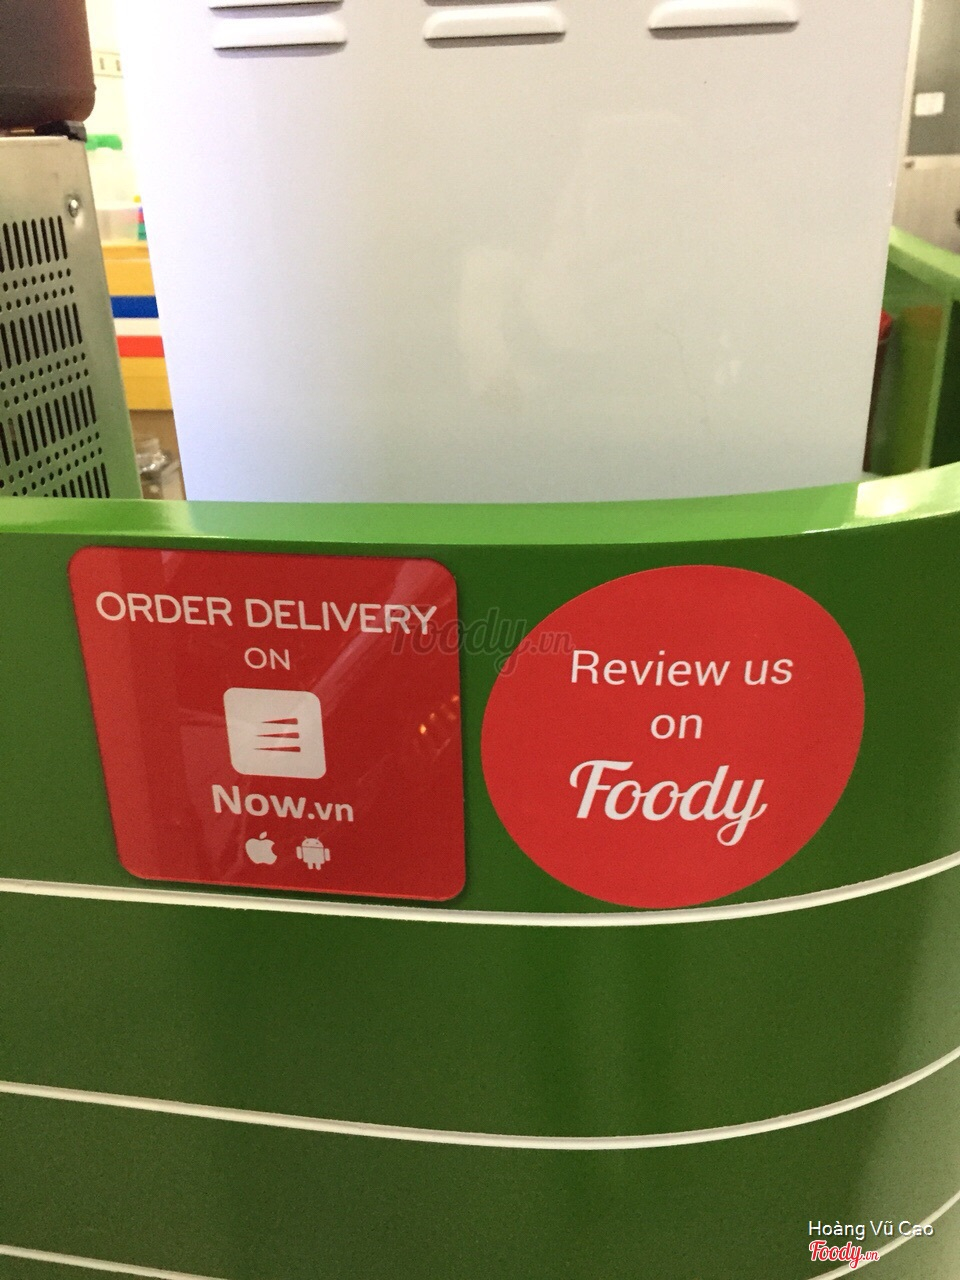 ORDER DELIVERY
ON
Now.vn
Review us
on
Foody
Foody.vn
Hoàng Vũ Cao
Foody.vn